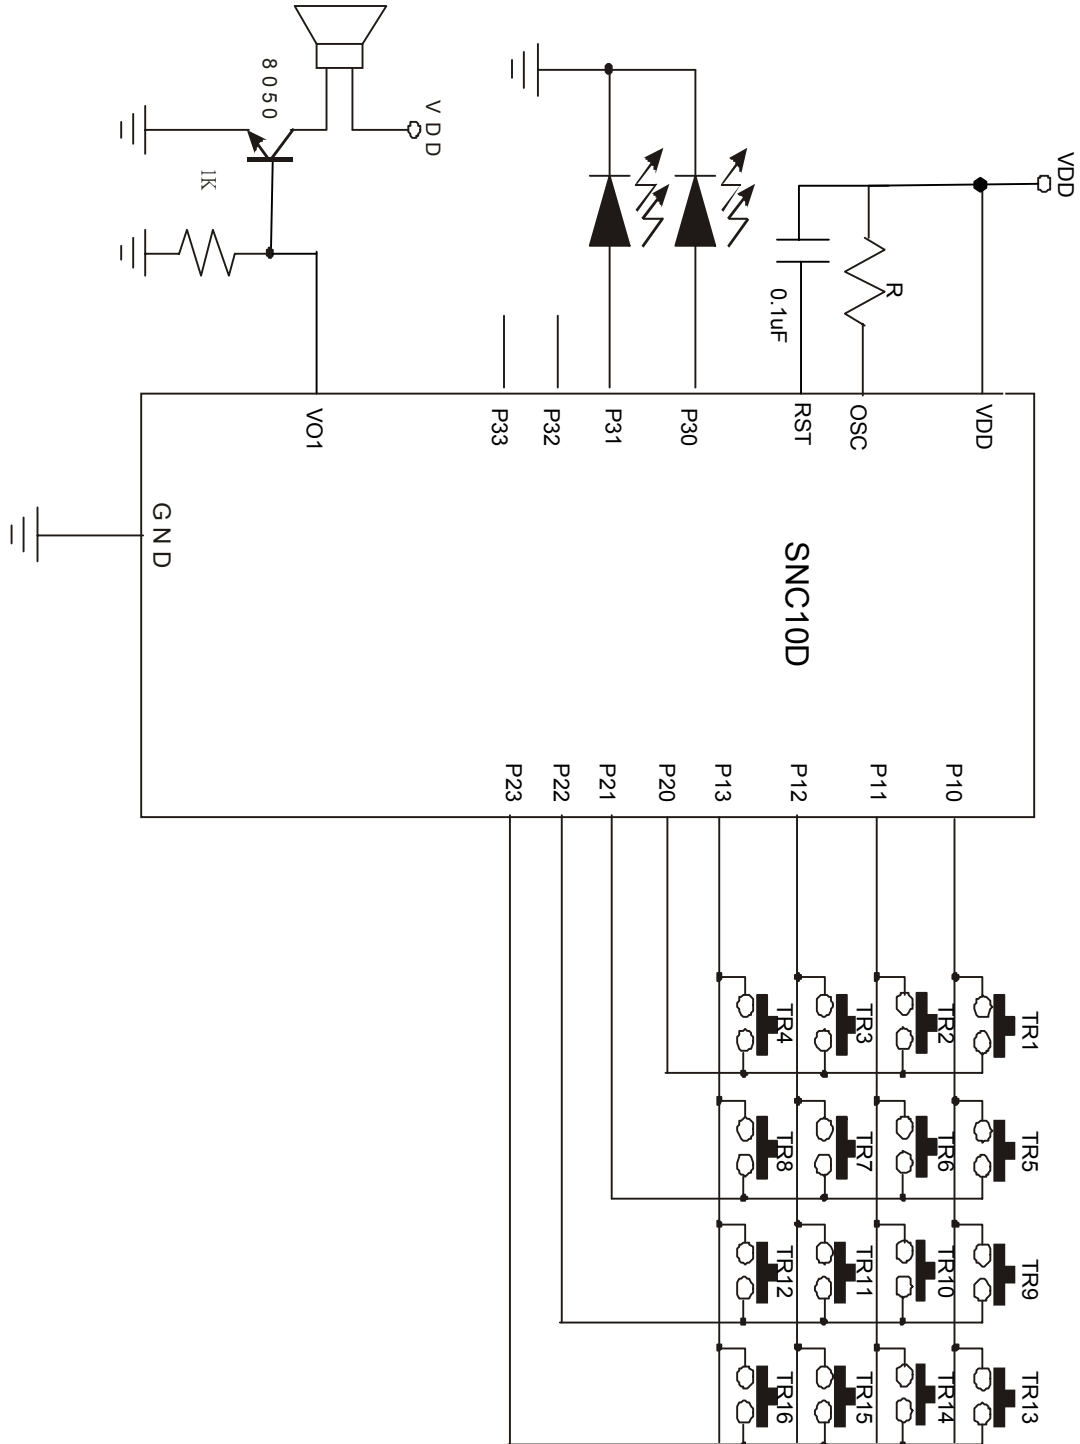 8050
VDD
VDD
1K
R
0.1uF
VO1
P33
P32
P31
P30
RST
OSC
VDD
GND
SNC10D
P23
P22
P21
P20
P13
P12
P11
P10
TR4
TR3
TR2
TR1
TR8
TR7
TR6
TR5
TR12
TR11
TR10
TR9
TR16
TR15
TR14
TR13